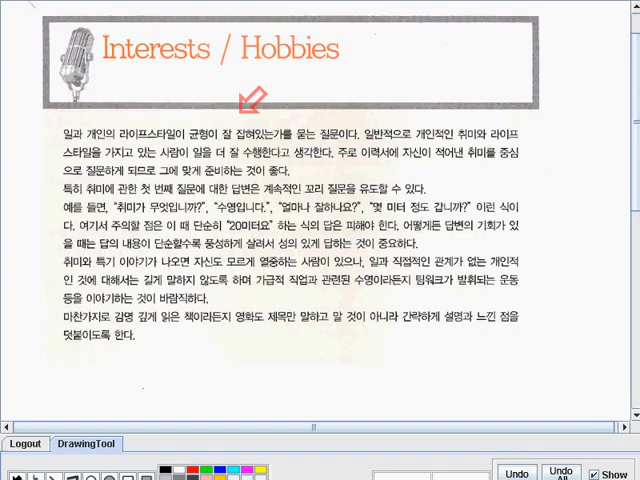 Interests / Hobbies
일과 개인의 라이프스타일이 균형이 잘 잡혀있는가를 묻는 질문이다. 일반적으로 개인적인 취미와 라이프
스타일을 가지고 있는 사람이 일을 더 잘 수행한다고 생각한다. 주로 이력서에 자신이 적어낸 취미를 중심
으로 질문하게 되므로 그에 맞게 준비하는 것이 좋다.
특히 취미에 관한 첫 번째 질문에 대한 답변은 계속적인 꼬리 질문을 유도할 수 있다.
예를 들면, “취미가 무엇입니까?”, “수영입니다.”, “얼마나 잘하나요?”, “몇 미터 정도 갑니까?” 이런 식이
다. 여기서 주의할 점은 이 때 단순히 “20미터요” 하는 식의 답은 피해야 한다. 어떻게든 답변의 기회가 있
을 때는 답의 내용이 단순할수록 풍성하게 살려서 성의 있게 답하는 것이 중요하다.
취미와 특기 이야기가 나오면 자신도 모르게 열중하는 사람이 있으나, 일과 직접적인 관계가 없는 개인적
인 것에 대해서는 길게 말하지 않도록 하며 가급적 직업과 관련된 수영이라든지 팀워크가 발휘되는 운동
등을 이야기하는 것이 바람직하다.
마찬가지로 감명 깊게 읽은 책이라든지 영화도 제목만 말하고 말 것이 아니라 간략하게 설명과 느낀 점을
덧붙이도록 한다.
Logout
DrawingTool
Undo
Undo All
Show